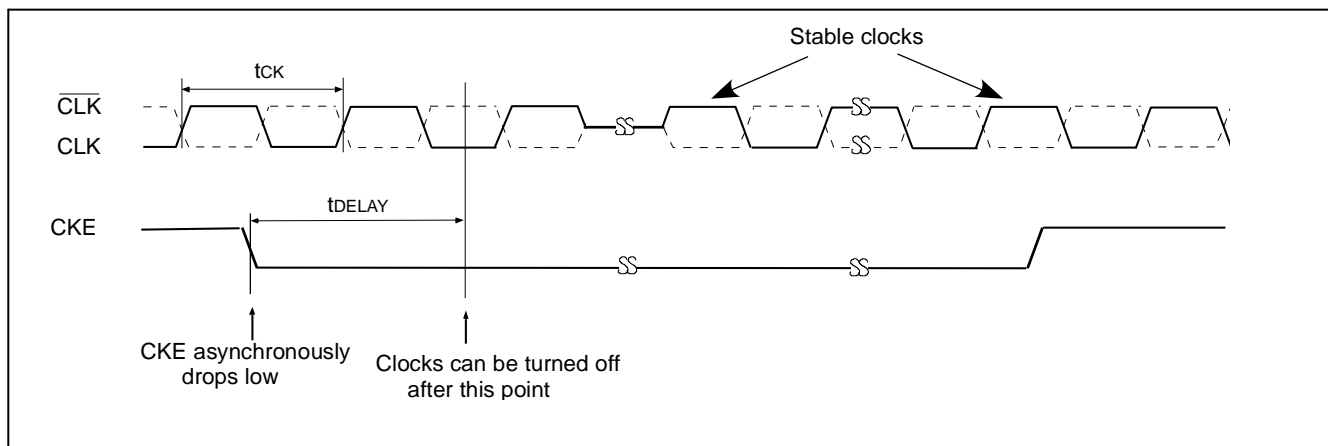 Stable clocks
tCK
CLK
CLK
tDELAY
CKE
CKE asynchronously
drops low
Clocks can be turned off
after this point